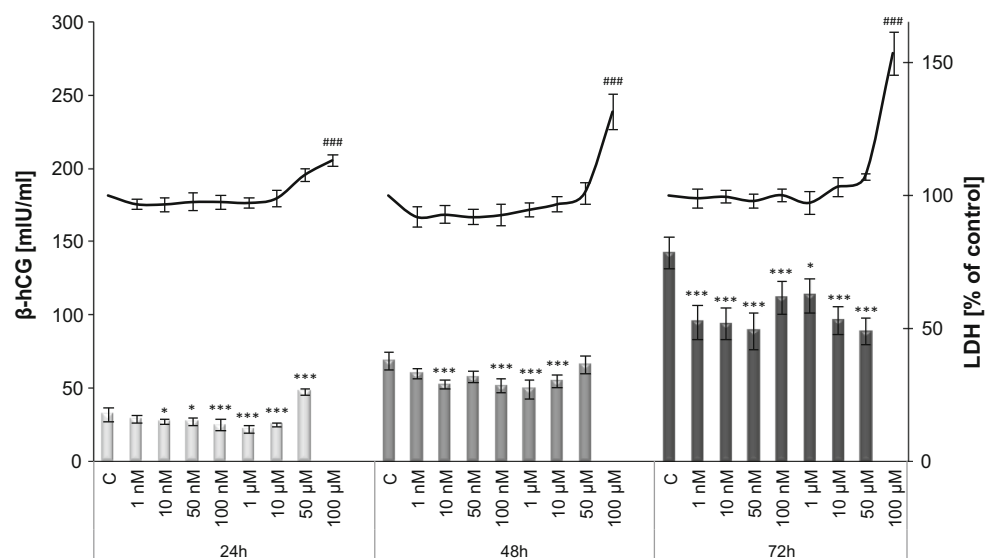 β-hCG [mIU/ml]
300
250
200
150
100
50
0
LDH [% of control]
150
100
50
0
###
###
###
* * *** *** *** ***
*** *** *** ***
*** *** *** *** * *** ***
C 1 nM 10 nM 50 nM 100 nM 1 µM 10 µM 50 µM 100 µM
C 1 nM 10 nM 50 nM 100 nM 1 µM 10 µM 50 µM 100 µM
C 1 nM 10 nM 50 nM 100 nM 1 µM 10 µM 50 µM 100 µM
24h 48h 72h